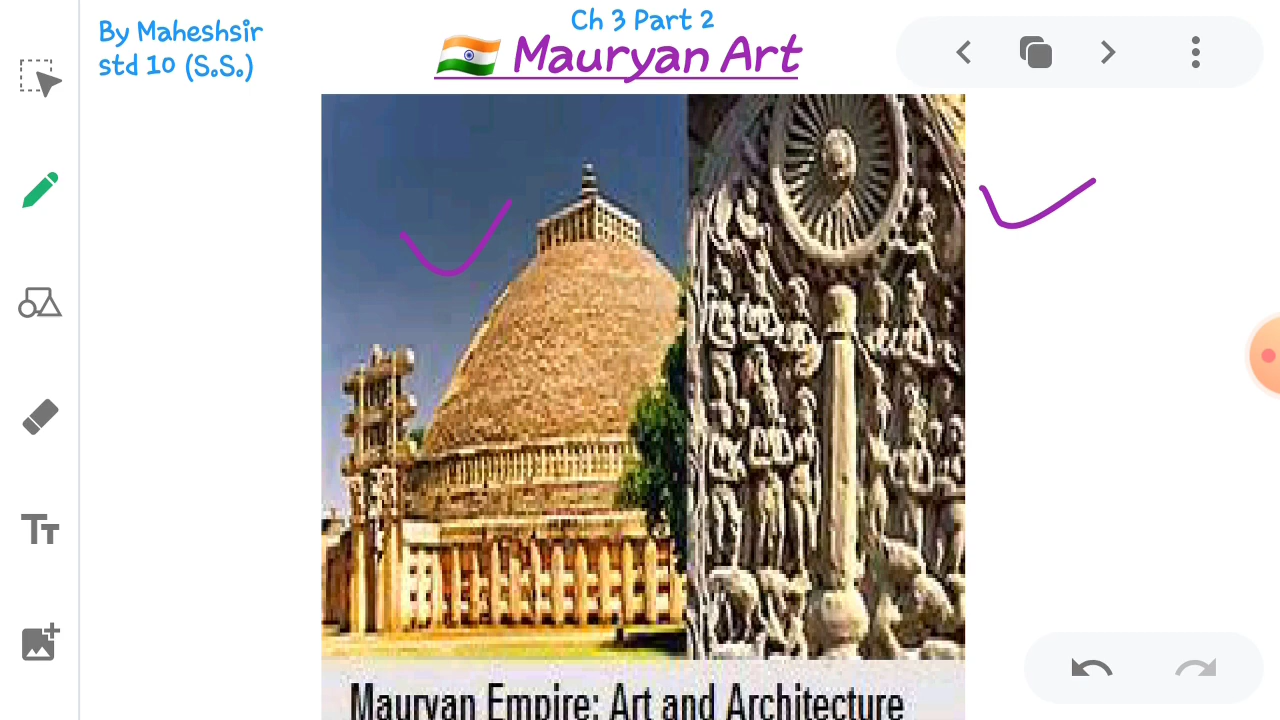 Ch 3 Part 2
By Maheshsir
std 10 (S.S.)
Mauryan Art
Mauryan Empire: Art and Architecture